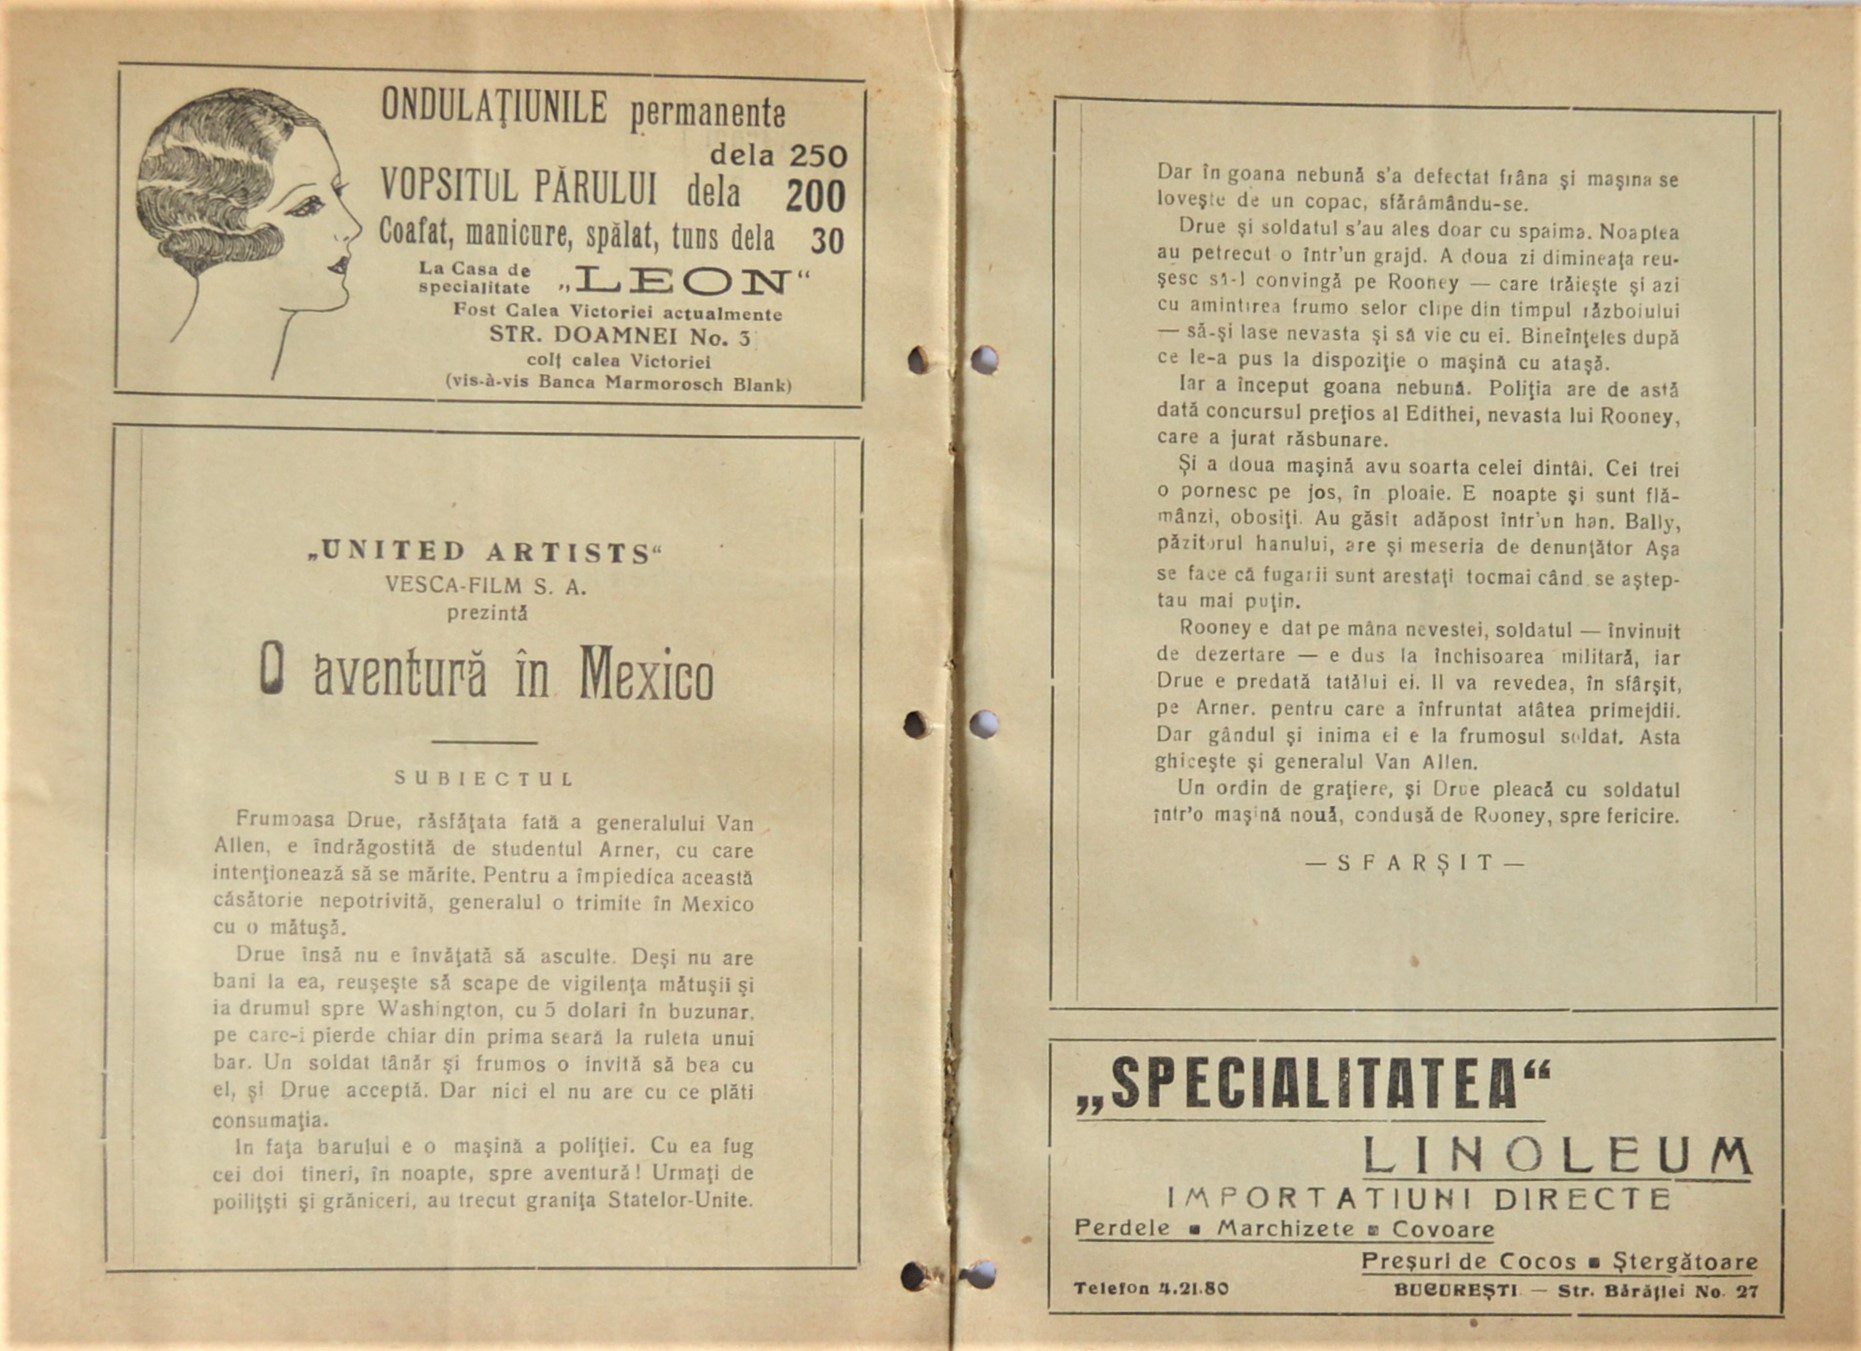 ONDULAŢIUNILE permanente
dela 250
VOPSITUL PĂRULUI dela 200
Coafat, manicure, spălat, tuns dela 30
La Casa de
specialitate „LEON“
Fost Calea Victoriei actualmente
STR. DOAMNEI No. 3
colţ calea Victoriei
(vis-à-vis Banca Marmorosch Blank)
„UNITED ARTISTS“
VESCA-FILM S. A.
prezintă
O aventură în Mexico
SUBIECTUL
Frumoasa Drue, răsfăţata fată a generalului Van
Allen, e îndrăgostită de studentul Arner, cu care
intenţionează să se mărite. Pentru a împiedica această
căsătorie nepotrivită, generalul o trimite în Mexico
cu o mătuşă.
Drue însă nu e învăţată să asculte. Deşi nu are
bani la ea, reuşeşte să scape de vigilenţa mătuşii şi
ia drumul spre Washington, cu 5 dolari în buzunar,
pe care-i pierde chiar din prima seară la ruleta unui
bar. Un soldat tânăr şi frumos o invită să bea cu
el, şi Drue acceptă. Dar nici el nu are cu ce plăti
consumaţia.
In faţa barului e o maşină a poliţiei. Cu ea fug
cei doi tineri, în noapte, spre aventură! Urmaţi de
poiliţşti şi grăniceri, au trecut graniţa Statelor-Unite.
Dar în goana nebună s'a defectat frâna şi maşina se
loveşte de un copac, sfărâmându-se.
Drue şi soldatul s'au ales doar cu spaima. Noaptea
au petrecut o într'un grajd. A doua zi dimineaţa reu-
şesc să-l convingă pe Rooney — care trăieşte şi azi
cu amintirea frumo selor clipe din timpul războiului
— să-şi lase nevasta şi să vie cu ei. Bineînţeles după
ce le-a pus la dispoziţie o maşină cu ataşă.
Iar a început goana nebună. Poliţia are de astă
dată concursul preţios al Edithei, nevasta lui Rooney,
care a jurat răsbunare.
Şi a doua maşină avu soarta celei dintâi. Cei trei
o pornesc pe jos, în ploaie. E noapte şi sunt flă-
mânzi, obosiţi. Au găsit adăpost într'un han. Bally,
păzitorul hanului, are şi meseria de denunţător Aşa
se face că fugarii sunt arestaţi tocmai când se aştep-
tau mai puţin.
Rooney e dat pe mâna nevestei, soldatul — învinuit
de dezertare — e dus la închisoarea militară, iar
Drue e predată tatălui ei. Il va revedea, în sfârşit,
pe Arner. pentru care a înfruntat atâtea primejdii.
Dar gândul şi inima ei e la frumosul soldat. Asta
ghiceşte şi generalul Van Allen.
Un ordin de graţiere, şi Drue pleacă cu soldatul
într'o maşină nouă, condusă de Rooney, spre fericire.
— SFARŞIT —
„SPECIALITATEA“
LINOLEUM
IMPORTATIUNI DIRECTE
Perdele ▪ Marchizete ▪ Covoare
Preşuri de Cocos ▪ Ştergătoare
Telefon 4.21.80 BUCUREŞTI — Str. Bărăţiei No. 27